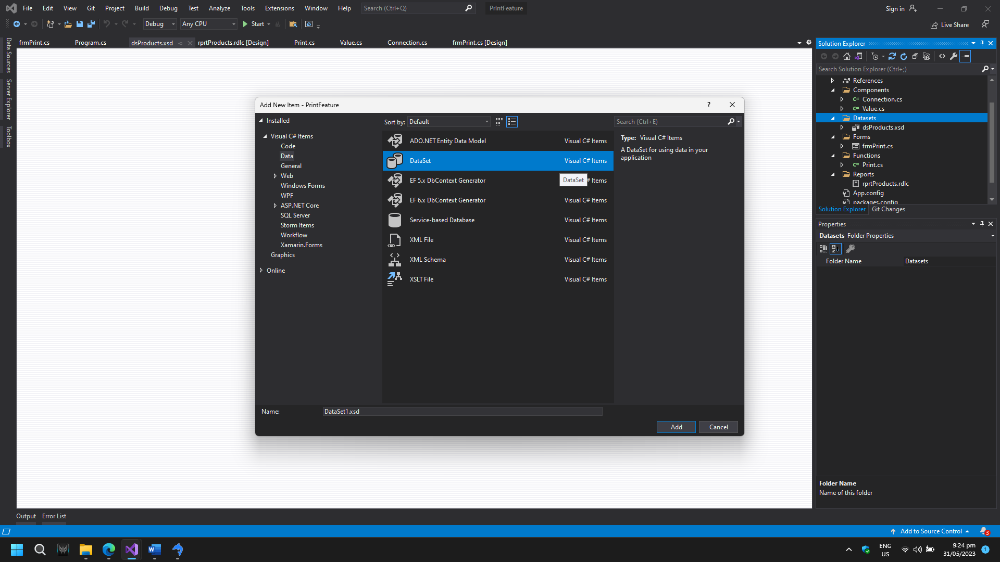 File Edit View Git Project Build Debug Test Analyze Tools Extensions Window Help Search (Ctrl+Q) PrintFeature Sign in
Debug Any CPU Start Live Share
frmPrint.cs Program.cs dsProducts.xsd rprtProducts.rdlc [Design] Print.cs Value.cs Connection.cs frmPrint.cs [Design]
Data Sources
Server Explorer
Toolbox
Add New Item - PrintFeature
?
Installed
Visual C# Items
Code
Data
General
Web
Windows Forms
WPF
ASP.NET Core
SQL Server
Storm Items
Workflow
Xamarin.Forms
Graphics
Online
Sort by: Default
Search (Ctrl+E)
ADO.NET Entity Data Model Visual C# Items
DataSet Visual C# Items
EF 5.x DbContext Generator DataSet # Items
EF 6.x DbContext Generator Visual C# Items
Service-based Database Visual C# Items
XML File Visual C# Items
XML Schema Visual C# Items
XSLT File Visual C# Items
Type: Visual C# Items
A DataSet for using data in your
application
Name: DataSet1.xsd
Add Cancel
Solution Explorer
Search Solution Explorer (Ctrl+;)
References
Components
C# Connection.cs
C# Value.cs
Datasets
dsProducts.xsd
Forms
frmPrint.cs
Functions
C# Print.cs
Reports
rprtProducts.rdlc
App.config
packages.config
Solution Explorer Git Changes
Properties
Datasets Folder Properties
Folder Name Datasets
Folder Name
Name of this folder
Output Error List
Add to Source Control 3
ENG
US
9:24 pm
31/05/2023
1